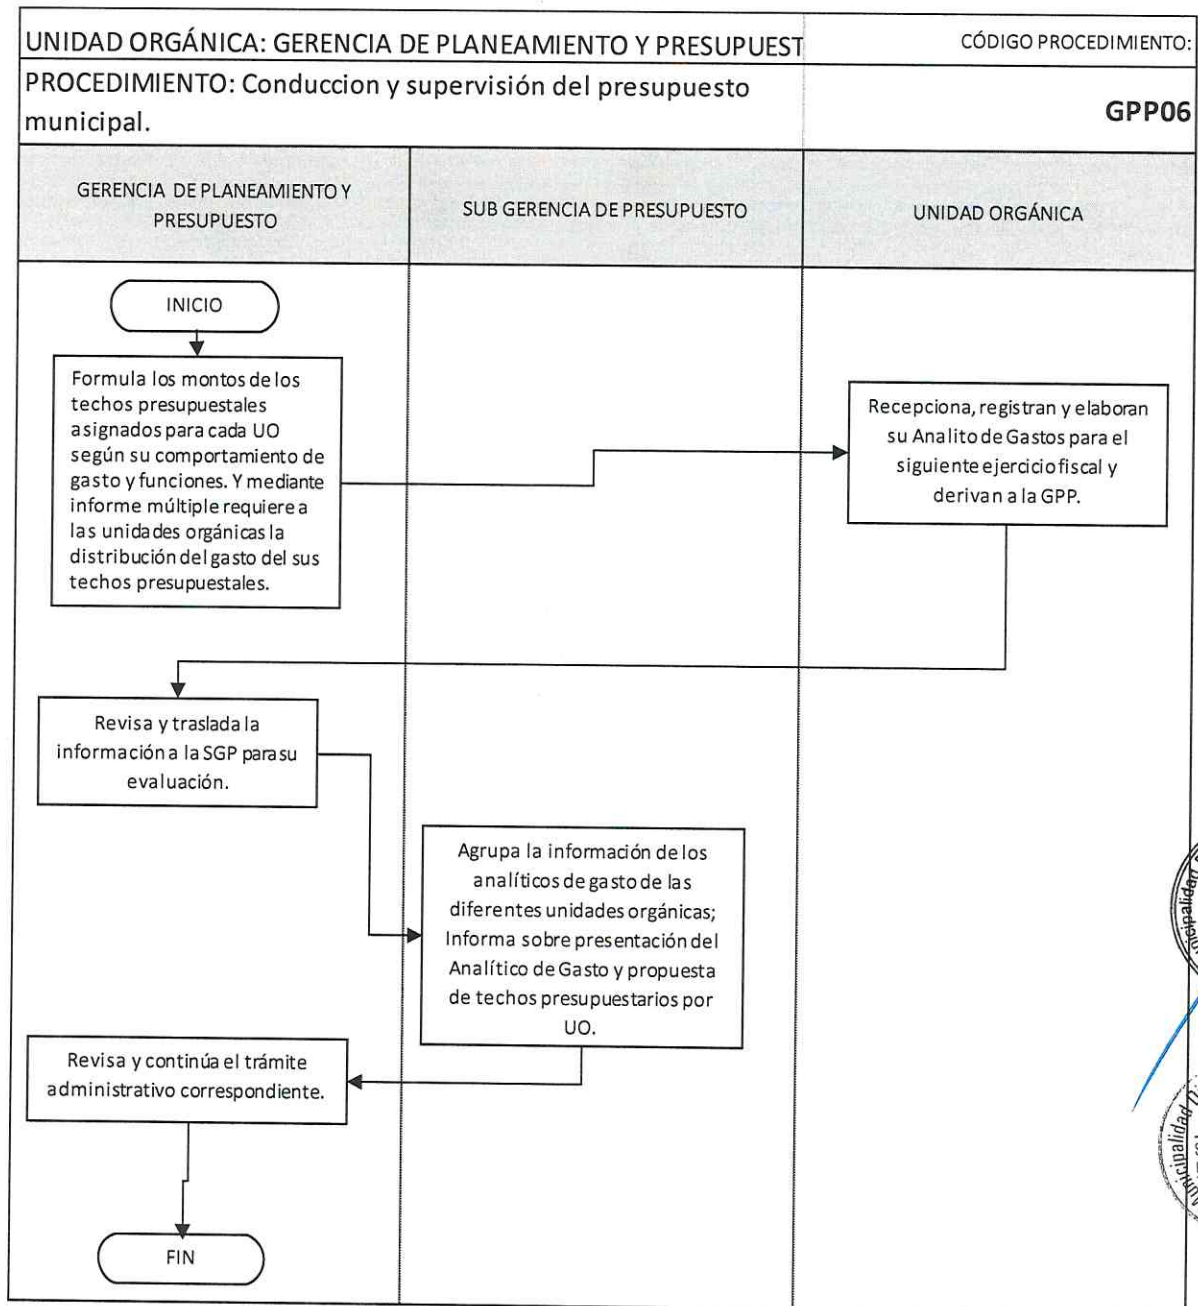 UNIDAD ORGÁNICA: GERENCIA DE PLANEAMIENTO Y PRESUPUEST
CÓDIGO PROCEDIMIENTO:
PROCEDIMIENTO: Conduccion y supervisión del presupuesto
municipal.
GPP06
GERENCIA DE PLANEAMIENTO Y
PRESUPUESTO
SUB GERENCIA DE PRESUPUESTO
UNIDAD ORGÁNICA
INICIO
Formula los montos de los
techos presupuestales
asignados para cada UO
según su comportamiento de
gasto y funciones. Y mediante
informe múltiple requiere a
las unidades orgánicas la
distribución del gasto del sus
techos presupuestales.
Recepciona, registran y elaboran
su Analito de Gastos para el
siguiente ejercicio fiscal y
derivan a la GPP.
Revisa y traslada la
información a la SGP para su
evaluación.
Agrupa la información de los
analíticos de gasto de las
diferentes unidades orgánicas;
Informa sobre presentación del
Analítico de Gasto y propuesta
de techos presupuestarios por
UO.
Revisa y continúa el trámite
administrativo correspondiente.
FIN